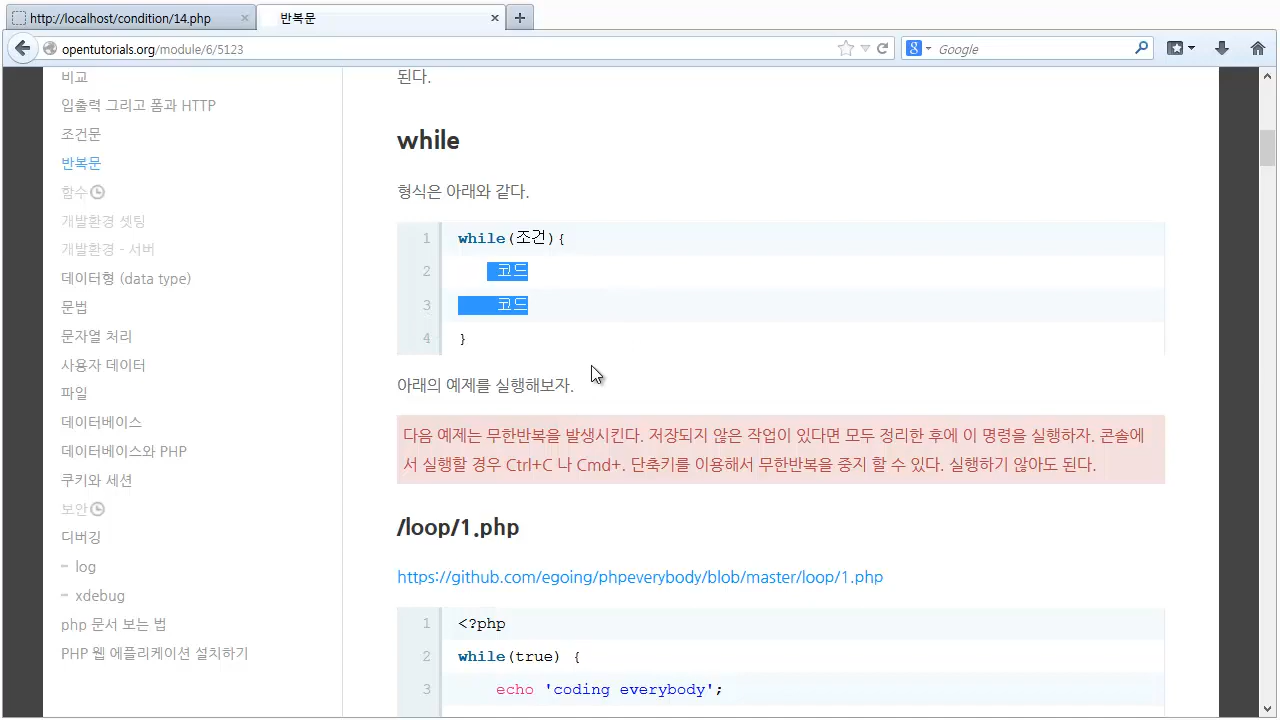 http://localhost/condition/14.php
반복문
opentutorials.org/module/6/5123
Google
비교
입출력 그리고 폼과 HTTP
조건문
반복문
함수
개발환경 셋팅
개발환경 - 서버
데이터형 (data type)
문법
문자열 처리
사용자 데이터
파일
데이터베이스
데이터베이스와 PHP
쿠키와 세션
보안
디버깅
- log
- xdebug
php 문서 보는 법
PHP 웹 에플리케이션 설치하기
된다.
while
형식은 아래와 같다.
1 while(조건){
2 코드
3 코드
4 }
아래의 예제를 실행해보자.
다음 예제는 무한반복을 발생시킨다. 저장되지 않은 작업이 있다면 모두 정리한 후에 이 명령을 실행하자. 콘솔에
서 실행할 경우 Ctrl+C 나 Cmd+. 단축키를 이용해서 무한반복을 중지 할 수 있다. 실행하기 않아도 된다.
/loop/1.php
https://github.com/egoing/phpeverybody/blob/master/loop/1.php
1 <?php
2 while(true) {
3 echo 'coding everybody';